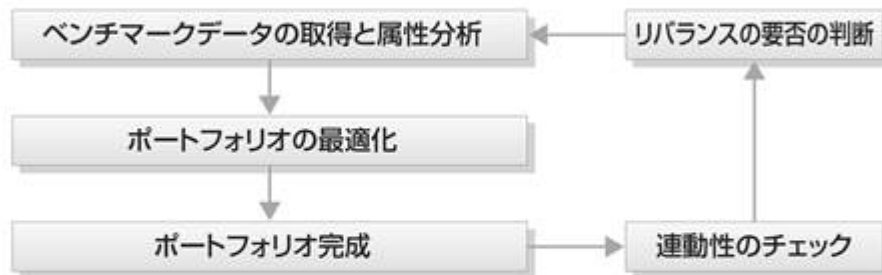 ベンチマークデータの取得と属性分析
リバランスの要否の判断
ポートフォリオの最適化
ポートフォリオ完成
連動性のチェック